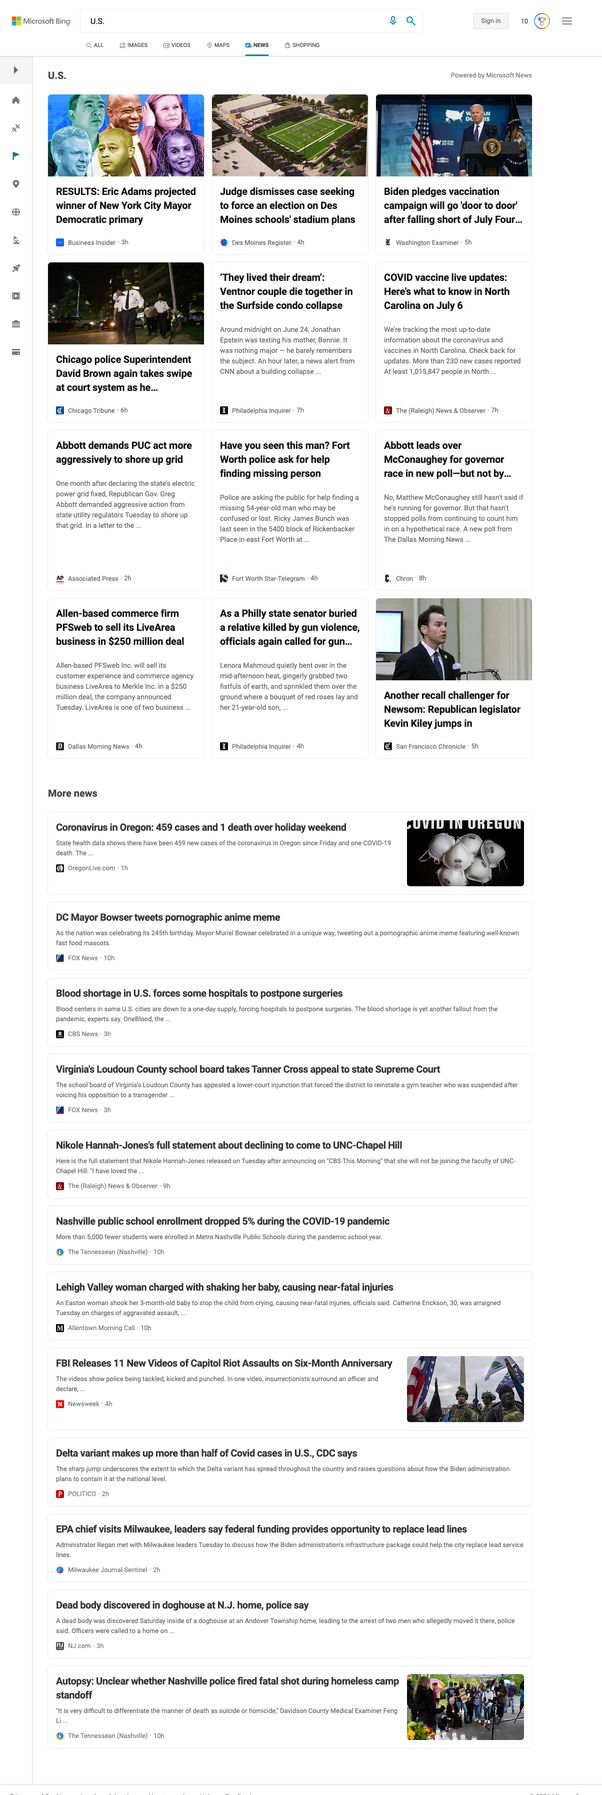 Microsoft Bing
U.S.
Sign in
10
ALL
IMAGES
VIDEOS
MAPS
NEWS
SHOPPING
U.S.
Powered by Microsoft News
RESULTS: Eric Adams projected
winner of New York City Mayor
Democratic primary
Business Insider · 3h
Judge dismisses case seeking
to force an election on Des
Moines schools' stadium plans
Des Moines Register · 4h
Biden pledges vaccination
campaign will go 'door to door'
after falling short of July Four...
Washington Examiner · 5h
Chicago police Superintendent
David Brown again takes swipe
at court system as he...
Chicago Tribune · 6h
'They lived their dream':
Ventnor couple die together in
the Surfside condo collapse
Around midnight on June 24, Jonathan
Epstein was texting his mother, Bonnie. It
was nothing major — he barely remembers
the subject. An hour later, a news alert from
CNN about a building collapse ...
Philadelphia Inquirer · 7h
COVID vaccine live updates:
Here's what to know in North
Carolina on July 6
We're tracking the most up-to-date
information about the coronavirus and
vaccines in North Carolina. Check back for
updates. More than 230 new cases reported
At least 1,015,847 people in North ...
The (Raleigh) News & Observer · 7h
Abbott demands PUC act more
aggressively to shore up grid
One month after declaring the state's electric
power grid fixed, Republican Gov. Greg
Abbott demanded aggressive action from
state utility regulators Tuesday to shore up
that grid. In a letter to the ...
AP
Associated Press · 2h
Have you seen this man? Fort
Worth police ask for help
finding missing person
Police are asking the public for help finding a
missing 54-year-old man who may be
confused or lost. Ricky James Bunch was
last seen in the 5400 block of Rickenbacker
Place in east Fort Worth at ...
Fort Worth Star-Telegram · 4h
Abbott leads over
McConaughey for governor
race in new poll—but not by...
No, Matthew McConaughey still hasn't said if
he's running for governor. But that hasn't
stopped polls from continuing to count him
in on a hypothetical race. A new poll from
The Dallas Morning News ...
Chron · 8h
Allen-based commerce firm
PFSweb to sell its LiveArea
business in $250 million deal
Allen-based PFSweb Inc. will sell its
customer experience and commerce agency
business LiveArea to Merkle Inc. in a $250
million deal, the company announced
Tuesday. LiveArea is one of two business ...
Dallas Morning News · 4h
As a Philly state senator buried
a relative killed by gun violence,
officials again called for gun...
Lenora Mahmoud quietly bent over in the
mid-afternoon heat, gingerly grabbed two
fistfuls of earth, and sprinkled them over the
ground where a bouquet of red roses lay and
her 21-year-old son, ...
Philadelphia Inquirer · 4h
Another recall challenger for
Newsom: Republican legislator
Kevin Kiley jumps in
San Francisco Chronicle · 5h
More news
Coronavirus in Oregon: 459 cases and 1 death over holiday weekend
State health data shows there have been 459 new cases of the coronavirus in Oregon since Friday and one COVID-19
death. The ...
OregonLive.com · 1h
COVID IN OREGON
DC Mayor Bowser tweets pornographic anime meme
As the nation was celebrating its 245th birthday, Mayor Muriel Bowser celebrated in a unique way, tweeting out a pornographic anime meme featuring well-known
fast food mascots.
FOX News · 10h
Blood shortage in U.S. forces some hospitals to postpone surgeries
Blood centers in some U.S. cities are down to a one-day supply, forcing hospitals to postpone surgeries. The blood shortage is yet another fallout from the
pandemic, experts say. OneBlood, the ...
CBS News · 3h
Virginia's Loudoun County school board takes Tanner Cross appeal to state Supreme Court
The school board of Virginia's Loudoun County has appealed a lower-court injunction that forced the district to reinstate a gym teacher who was suspended after
voicing his opposition to a transgender ...
FOX News · 3h
Nikole Hannah-Jones's full statement about declining to come to UNC-Chapel Hill
Here is the full statement that Nikole Hannah-Jones released on Tuesday after announcing on "CBS This Morning" that she will not be joining the faculty of UNC-
Chapel Hill: "I have loved the ...
The (Raleigh) News & Observer · 9h
Nashville public school enrollment dropped 5% during the COVID-19 pandemic
More than 5,000 fewer students were enrolled in Metro Nashville Public Schools during the pandemic school year.
The Tennessean (Nashville) · 10h
Lehigh Valley woman charged with shaking her baby, causing near-fatal injuries
An Easton woman shook her 3-month-old baby to stop the child from crying, causing near-fatal injuries, officials said. Catherine Erickson, 30, was arraigned
Tuesday on charges of aggravated assault, ...
Allentown Morning Call · 10h
FBI Releases 11 New Videos of Capitol Riot Assaults on Six-Month Anniversary
The videos show police being tackled, kicked and punched. In one video, insurrectionists surround an officer and
declare, ...
Newsweek · 4h
Delta variant makes up more than half of Covid cases in U.S., CDC says
The sharp jump underscores the extent to which the Delta variant has spread throughout the country and raises questions about how the Biden administration
plans to contain it at the national level.
POLITICO · 2h
EPA chief visits Milwaukee, leaders say federal funding provides opportunity to replace lead lines
Administrator Regan met with Milwaukee leaders Tuesday to discuss how the Biden administration's infrastructure package could help the city replace lead service
lines.
Milwaukee Journal-Sentinel · 2h
Dead body discovered in doghouse at N.J. home, police say
A dead body was discovered Saturday inside of a doghouse at an Andover Township home, leading to the arrest of two men who allegedly moved it there, police
said. Officers were called to a home on ...
NJ.com · 3h
Autopsy: Unclear whether Nashville police fired fatal shot during homeless camp
standoff
"It is very difficult to differentiate the manner of death as suicide or homicide," Davidson County Medical Examiner Feng
Li ...
The Tennessean (Nashville) · 10h